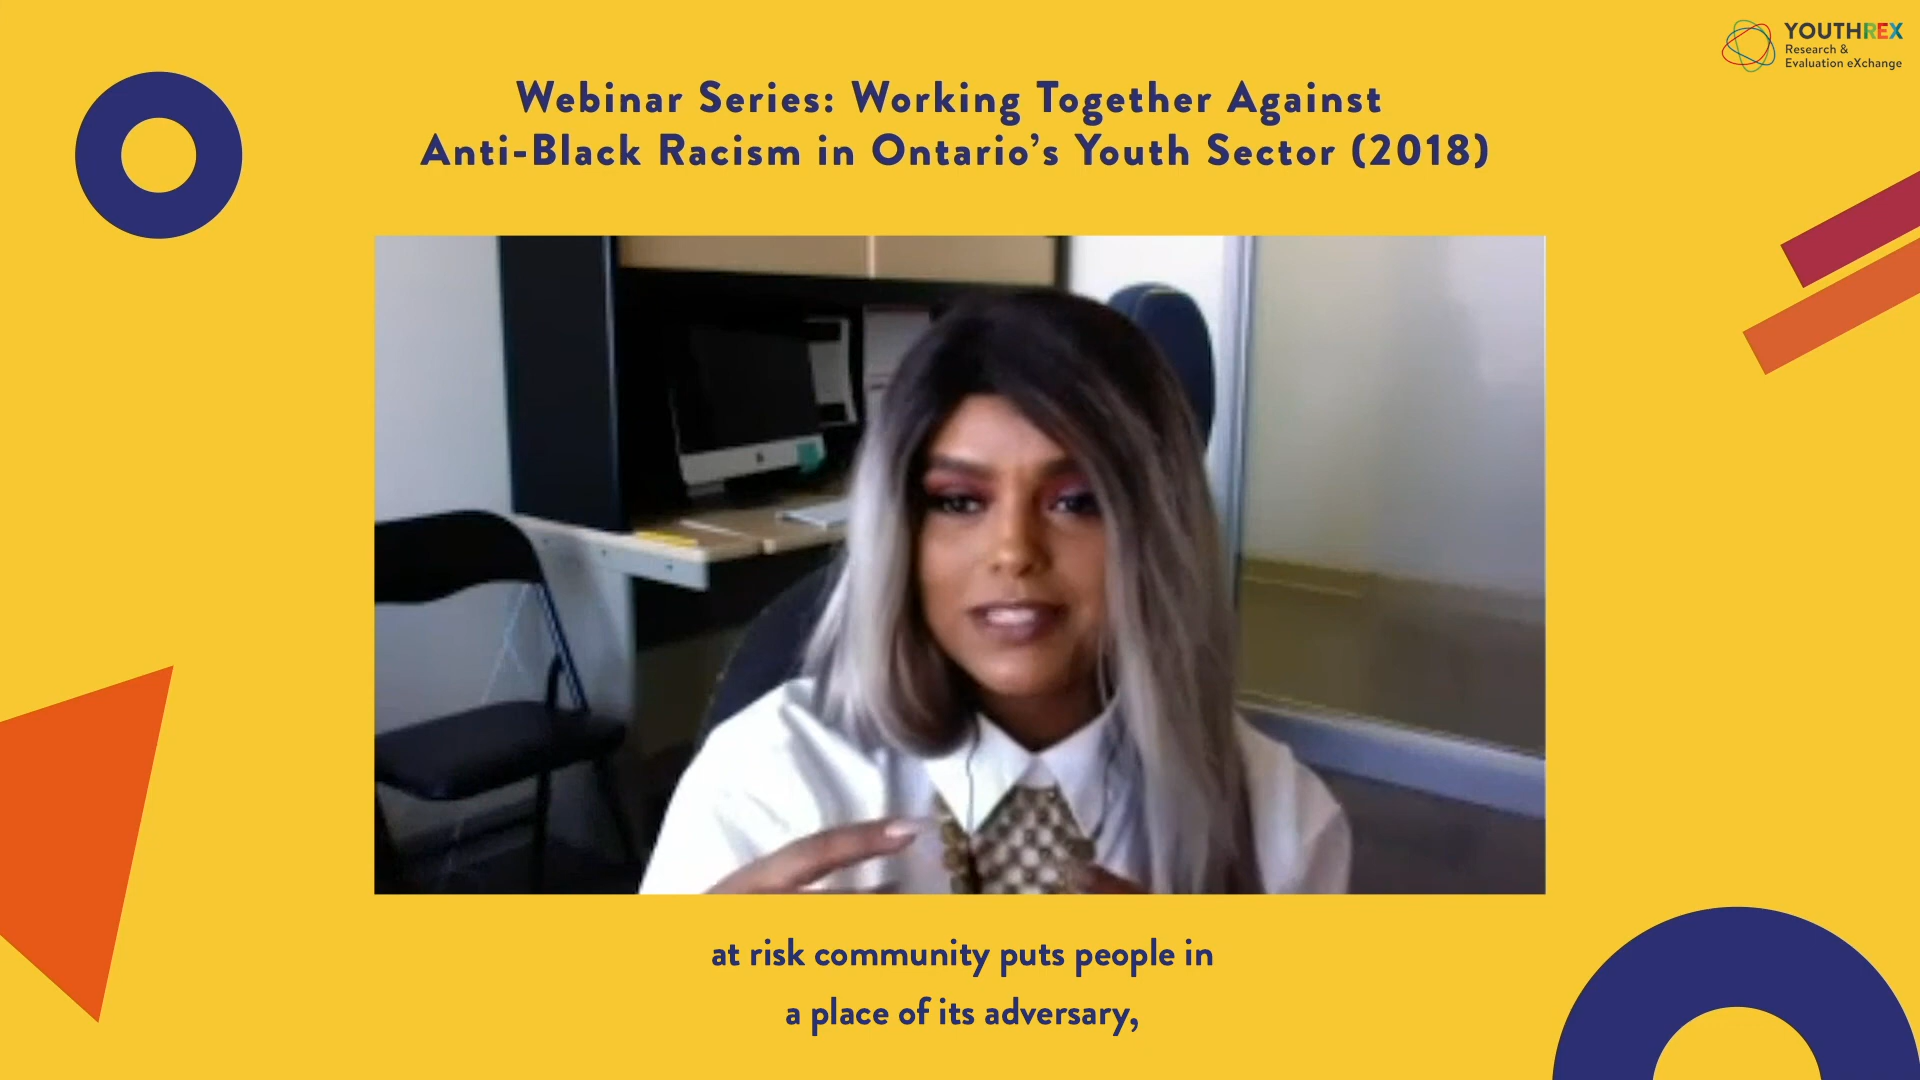 YOUTHREX
Research &
Evaluation eXchange
Webinar Series: Working Together Against
Anti-Black Racism in Ontario’s Youth Sector (2018)
at risk community puts people in
a place of its adversary,